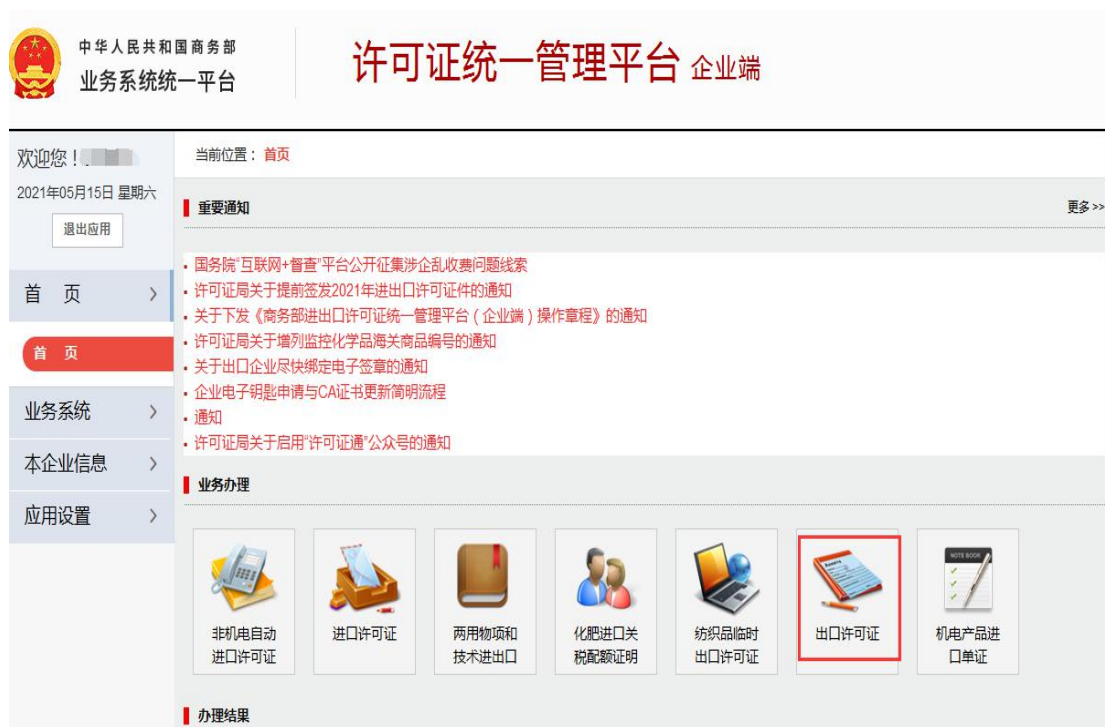 中华人民共和国商务部
业务系统统一平台
许可证统一管理平台 企业端
欢迎您！
2021年05月15日 星期六
退出应用
首 页
首 页
业务系统
本企业信息
应用设置
当前位置：首页
重要通知
更多>>
国务院“互联网+督查”平台公开征集涉企乱收费问题线索
许可证局关于提前签发2021年进出口许可证件的通知
关于下发《商务部进出口许可证统一管理平台（企业端）操作章程》的通知
许可证局关于增列监控化学品海关商品编号的通知
关于出口企业尽快绑定电子签章的通知
企业电子钥匙申请与CA证书更新简明流程
通知
许可证局关于启用“许可证通”公众号的通知
业务办理
非机电自动
进口许可证
进口许可证
两用物项和
技术进出口
化肥进口关
税配额证明
纺织品临时
出口许可证
出口许可证
NOTE BOOK
机电产品进
口单证
办理结果